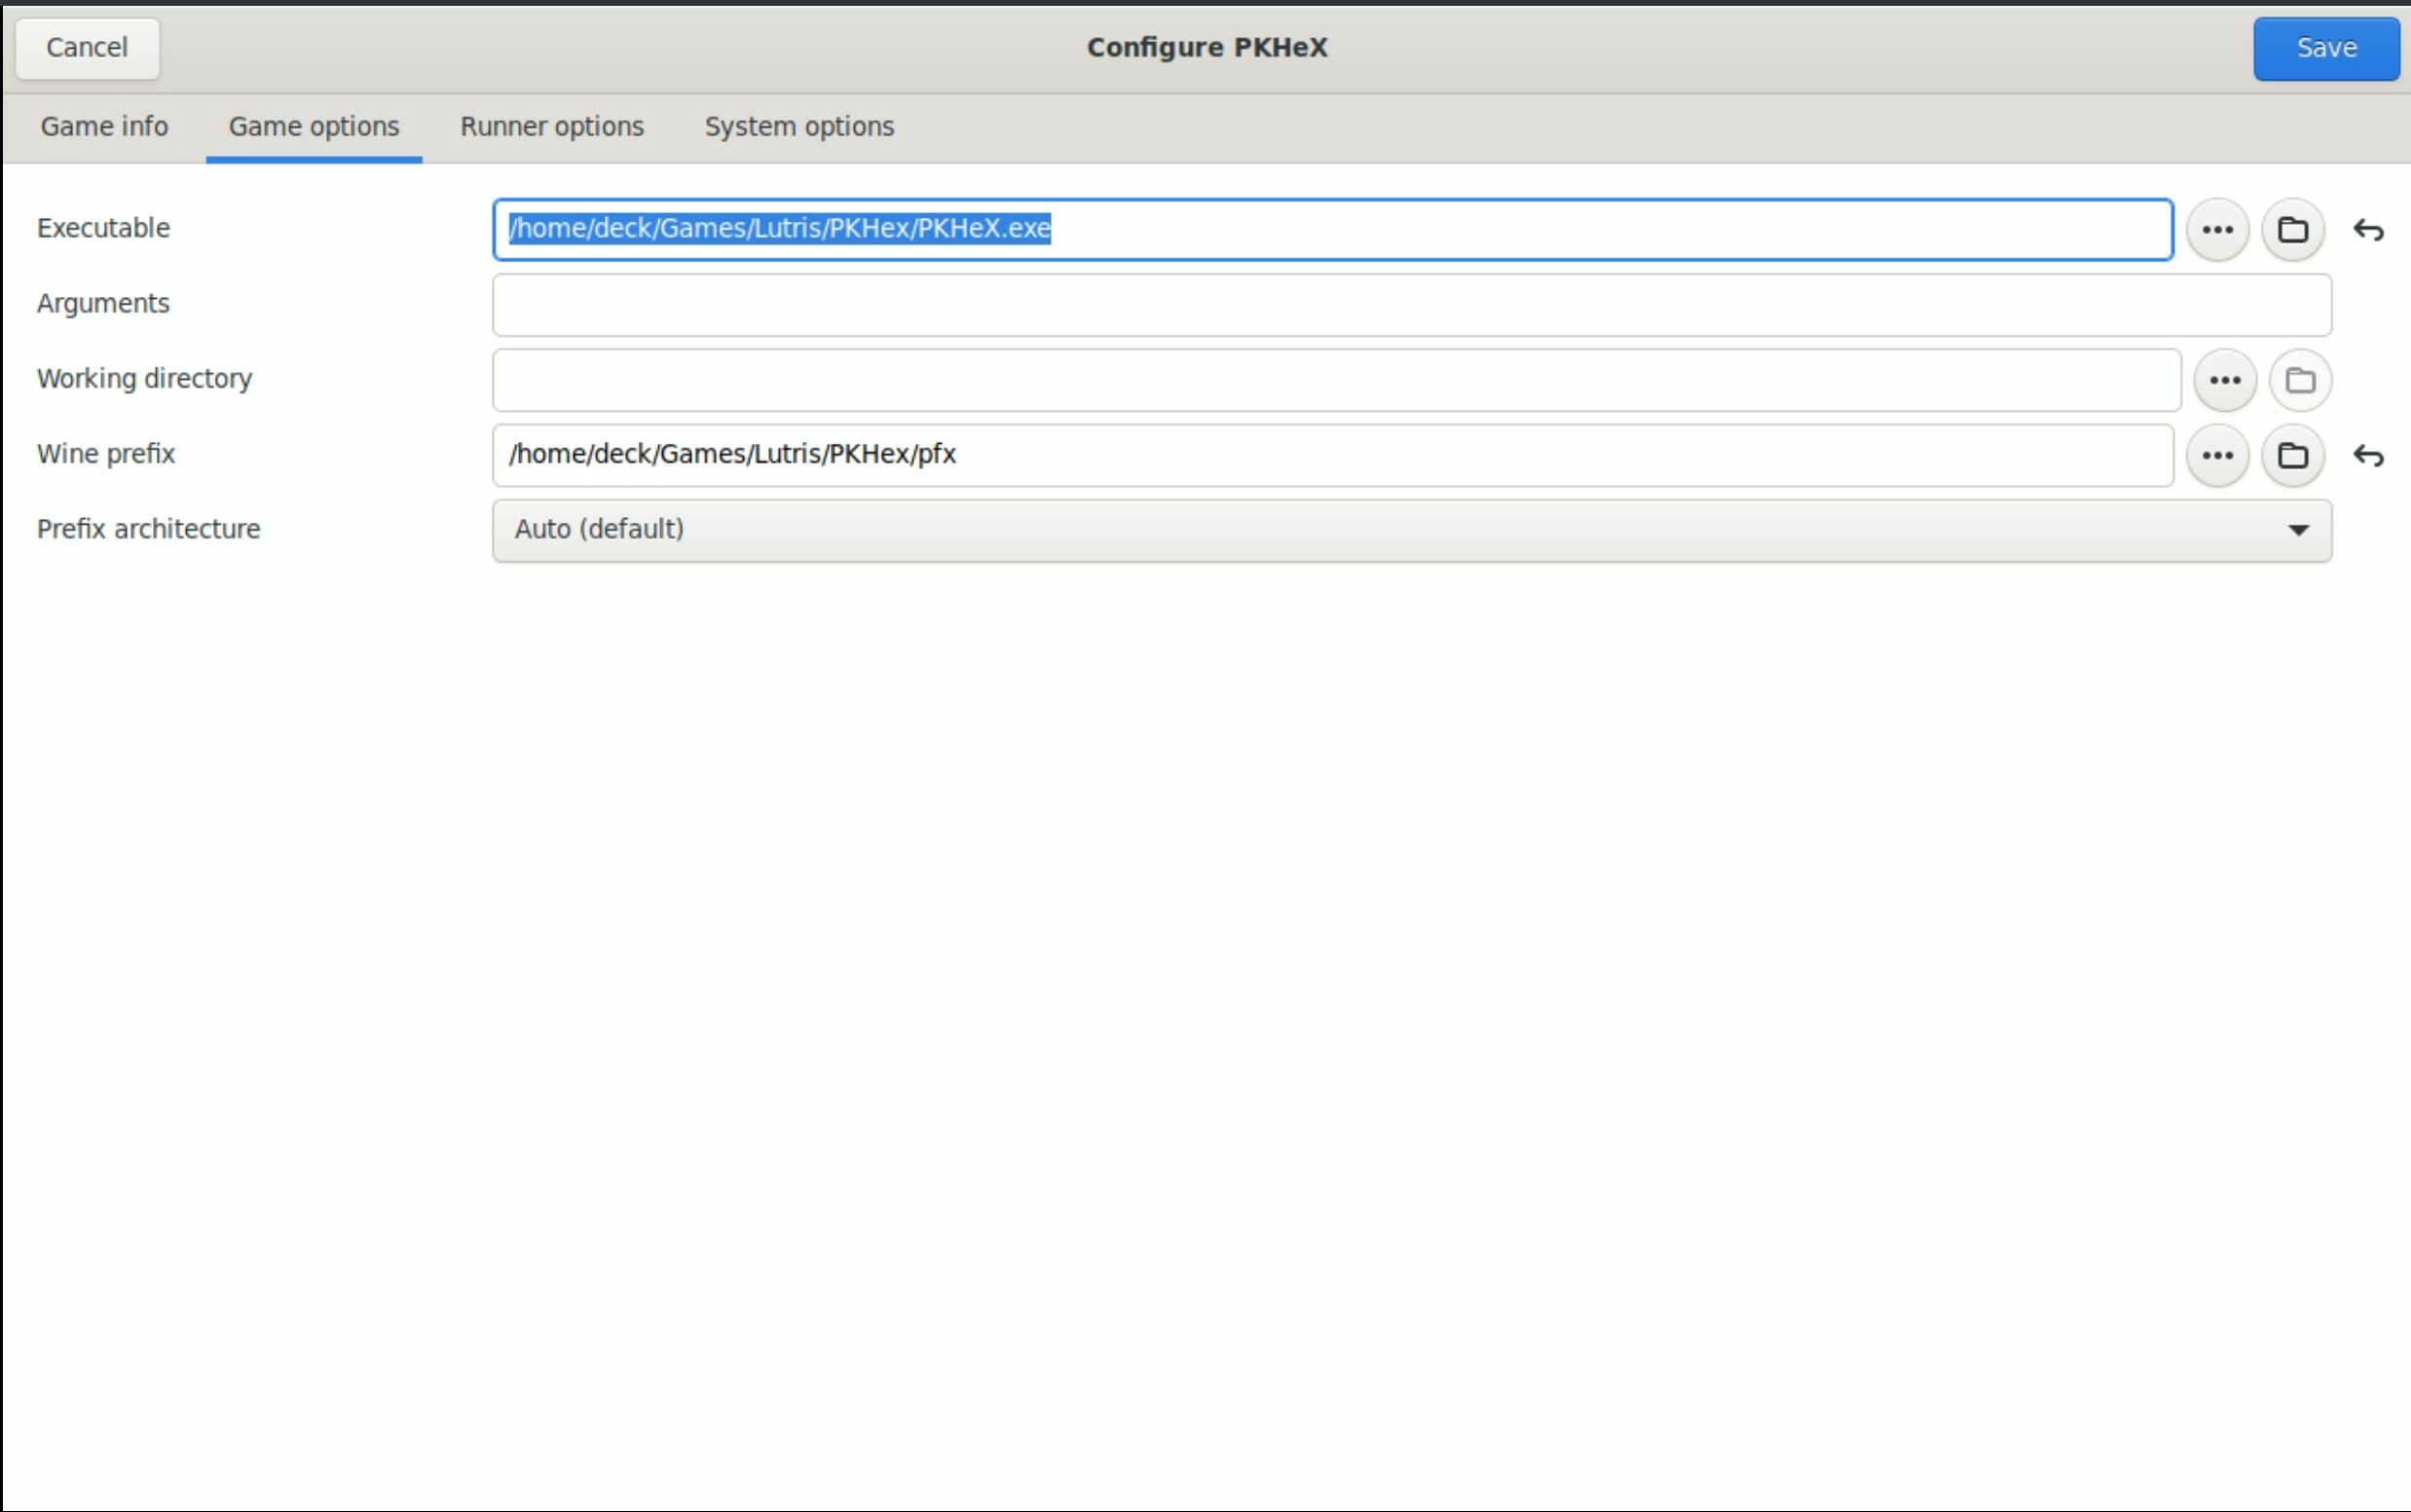 Cancel
Configure PKHeX
Save
Game info
Game options
Runner options
System options
Executable
/home/deck/Games/Lutris/PKHex/PKHeX.exe
Arguments
Working directory
Wine prefix
/home/deck/Games/Lutris/PKHex/pfx
Prefix architecture
Auto (default)